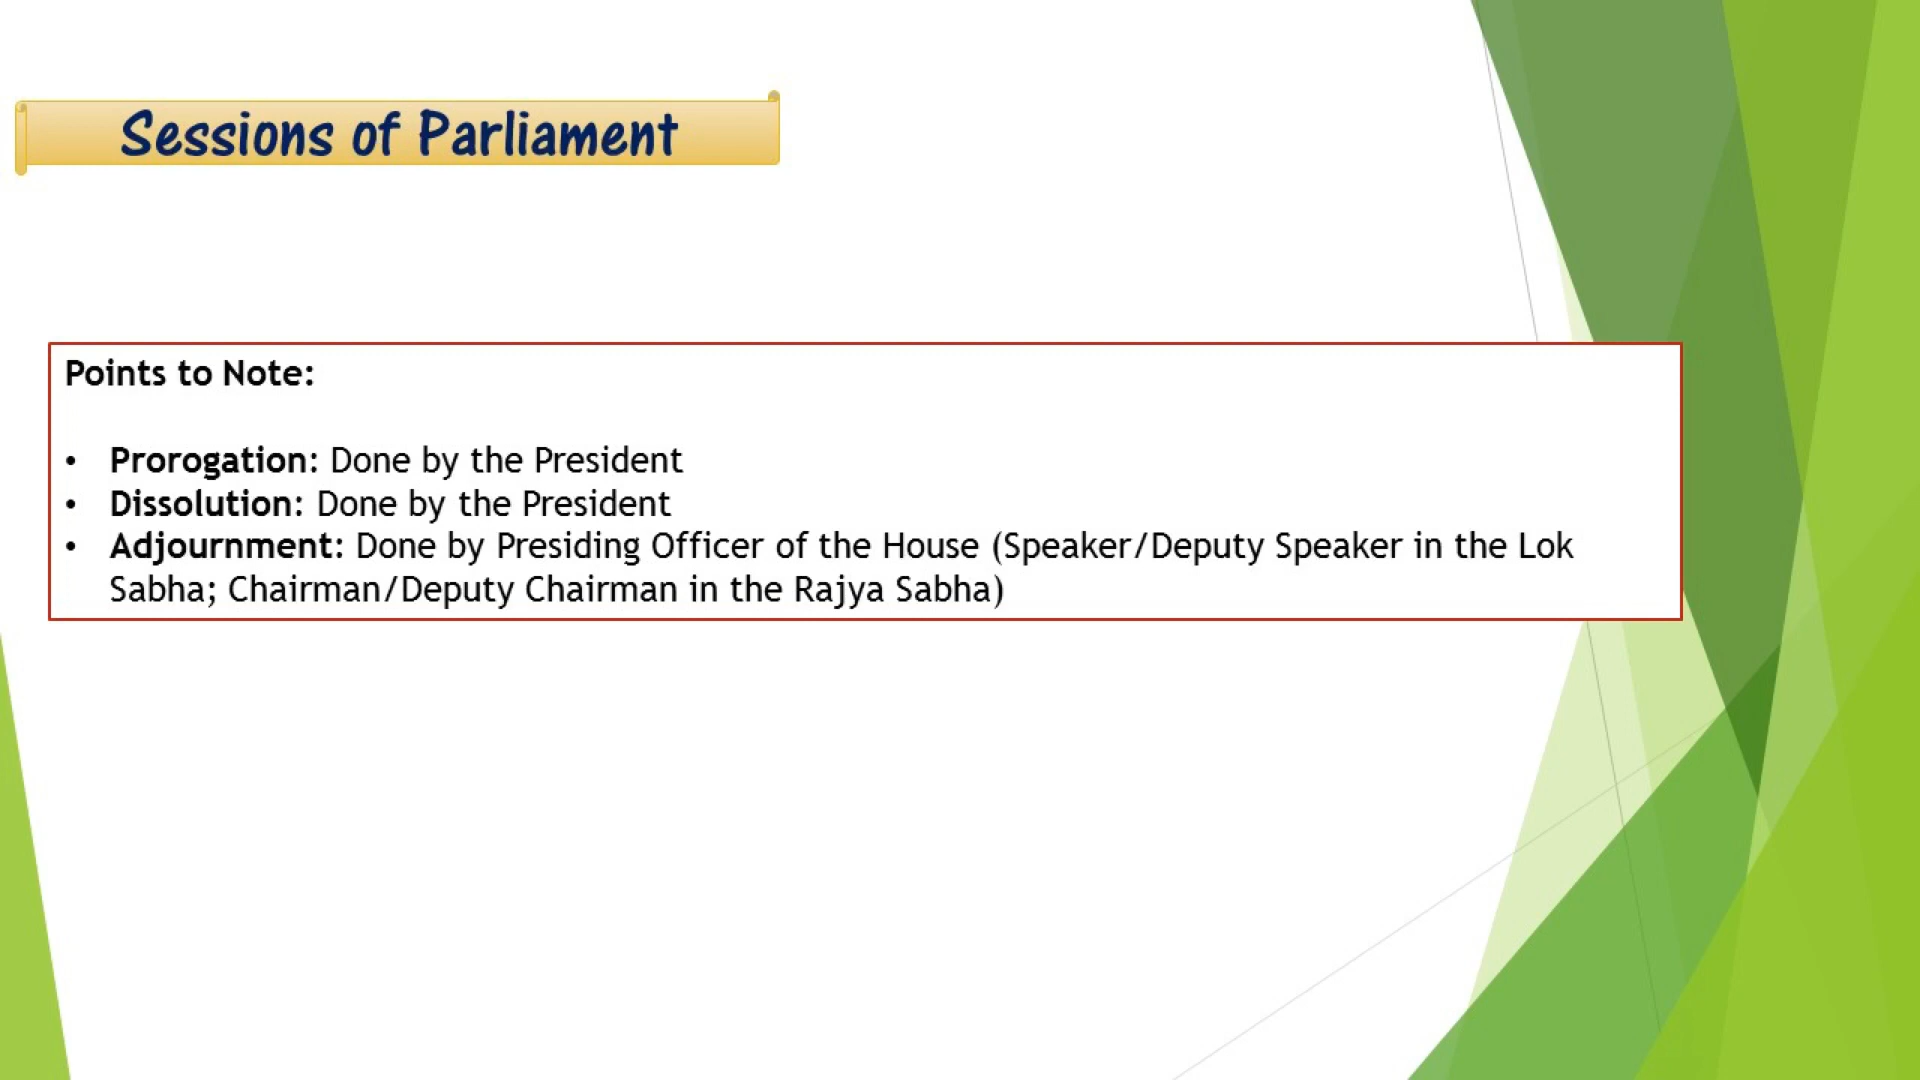 Sessions of Parliament
Points to Note:
• Prorogation: Done by the President
• Dissolution: Done by the President
• Adjournment: Done by Presiding Officer of the House (Speaker/Deputy Speaker in the Lok
Sabha; Chairman/Deputy Chairman in the Rajya Sabha)